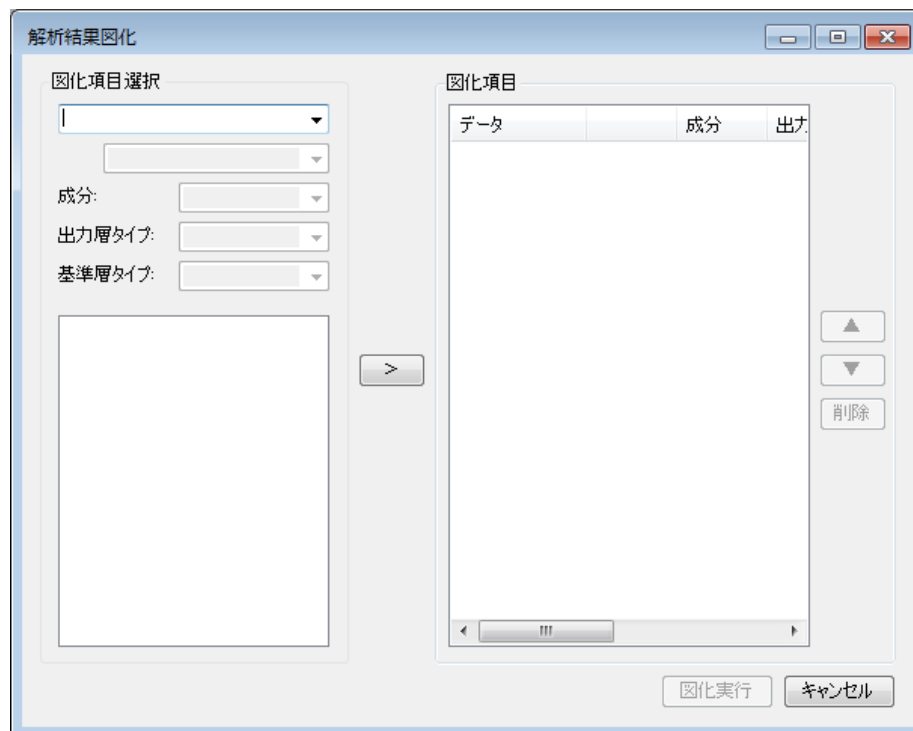 解析結果図化
図化項目選択
成分:
出力層タイプ:
基準層タイプ:
>
図化項目
データ 成分 出力
▲
▼
削除
図化実行 キャンセル